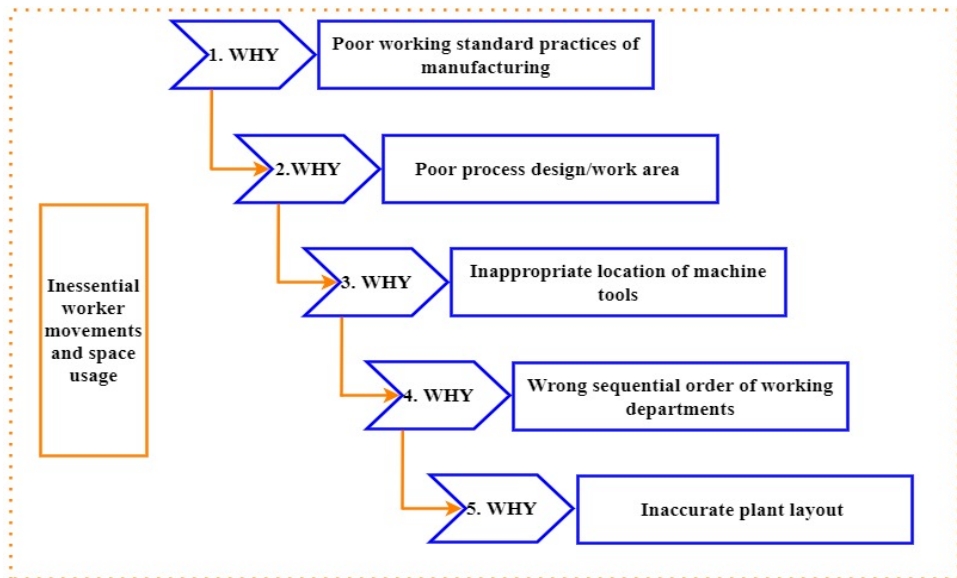 1. WHY
Poor working standard practices of
manufacturing
2.WHY
Poor process design/work area
3. WHY
Inappropriate location of machine
tools
Inessential
worker
movements
and space
usage
4. WHY
Wrong sequential order of working
departments
5. WHY
Inaccurate plant layout